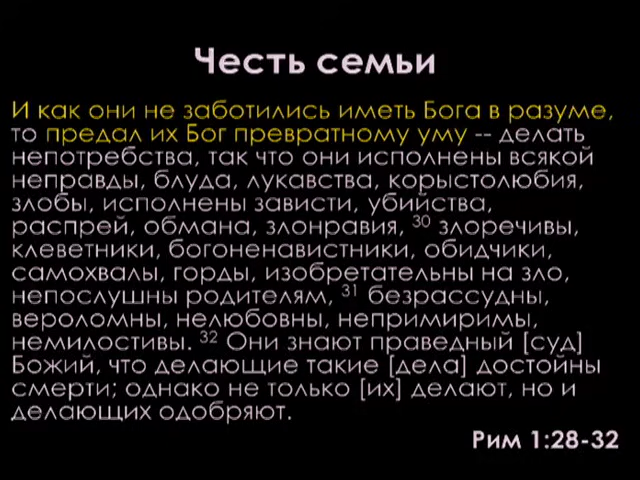 Честь семьи
И как они не заботились иметь Бога в разуме,
то предал их Бог превратному уму -- делать
непотребства, так что они исполнены всякой
неправды, блуда, лукавства, корыстолюбия,
злобы, исполнены зависти, убийства,
распрей, обмана, злонравия, 30 злоречивы,
клеветники, богоненавистники, обидчики,
самохвалы, горды, изобретательны на зло,
непослушны родителям, 31 безрассудны,
вероломны, нелюбовны, непримиримы,
немилостивы. 32 Они знают праведный [суд]
Божий, что делающие такие [дела] достойны
смерти; однако не только [их] делают, но и
делающих одобряют.
Рим 1:28-32